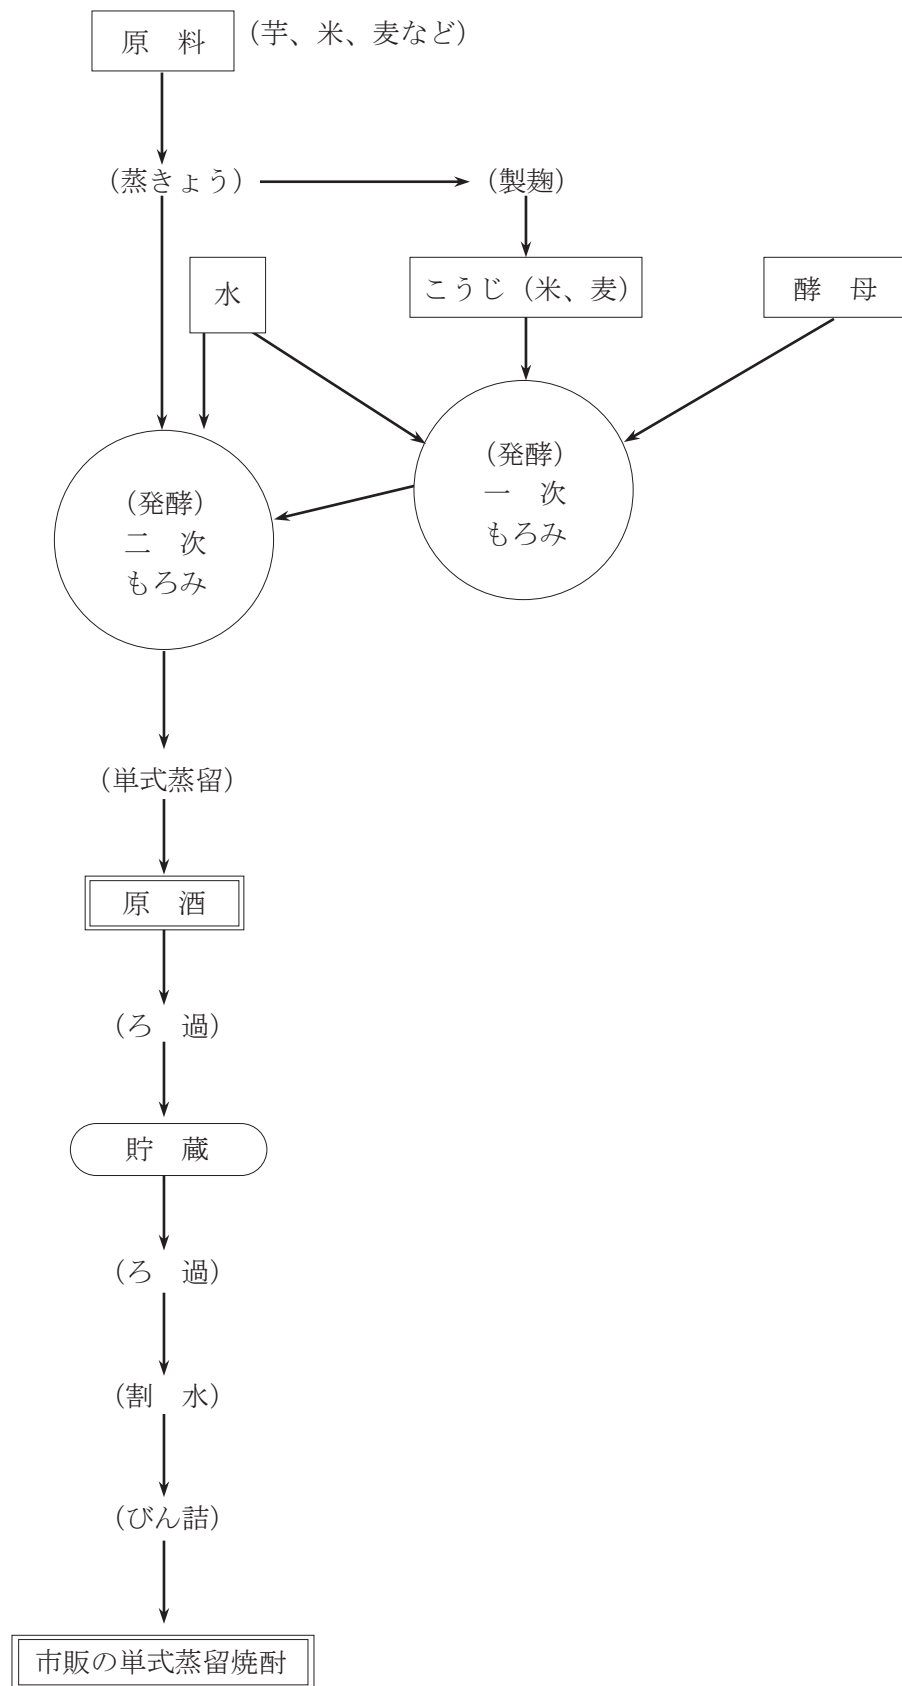 原　料
（芋、米、麦など）
（蒸きょう）
（製麹）
水
こうじ（米、麦）
酵　母
（発酵）
一　次
もろみ
（発酵）
二　次
もろみ
（単式蒸留）
原　酒
（ろ　過）
貯　蔵
（ろ　過）
（割　水）
（びん詰）
市販の単式蒸留焼酎